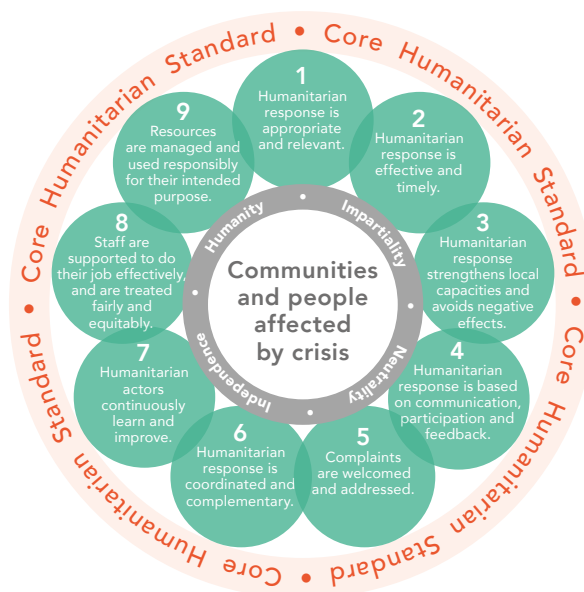 Core Humanitarian Standard • Core Humanitarian Standard • Core Humanitarian Standard • Core Humanitarian Standard • Core Humanitarian Standard •
1
Humanitarian
response is
appropriate
and relevant.
2
Humanitarian
response is
effective and
timely.
3
Humanitarian
response
strengthens local
capacities and
avoids negative
effects.
4
Humanitarian
response is based
on communication,
participation and
feedback.
5
Complaints
are welcomed
and addressed.
6
Humanitarian
response is
coordinated and
complementary.
7
Humanitarian
actors
continuously
learn and
improve.
8
Staff are
supported to do
their job effectively,
and are treated
fairly and
equitably.
9
Resources
are managed and
used responsibly
for their intended
purpose.
Humanity • Impartiality • Neutrality • Independence •
Communities
and people
affected
by crisis